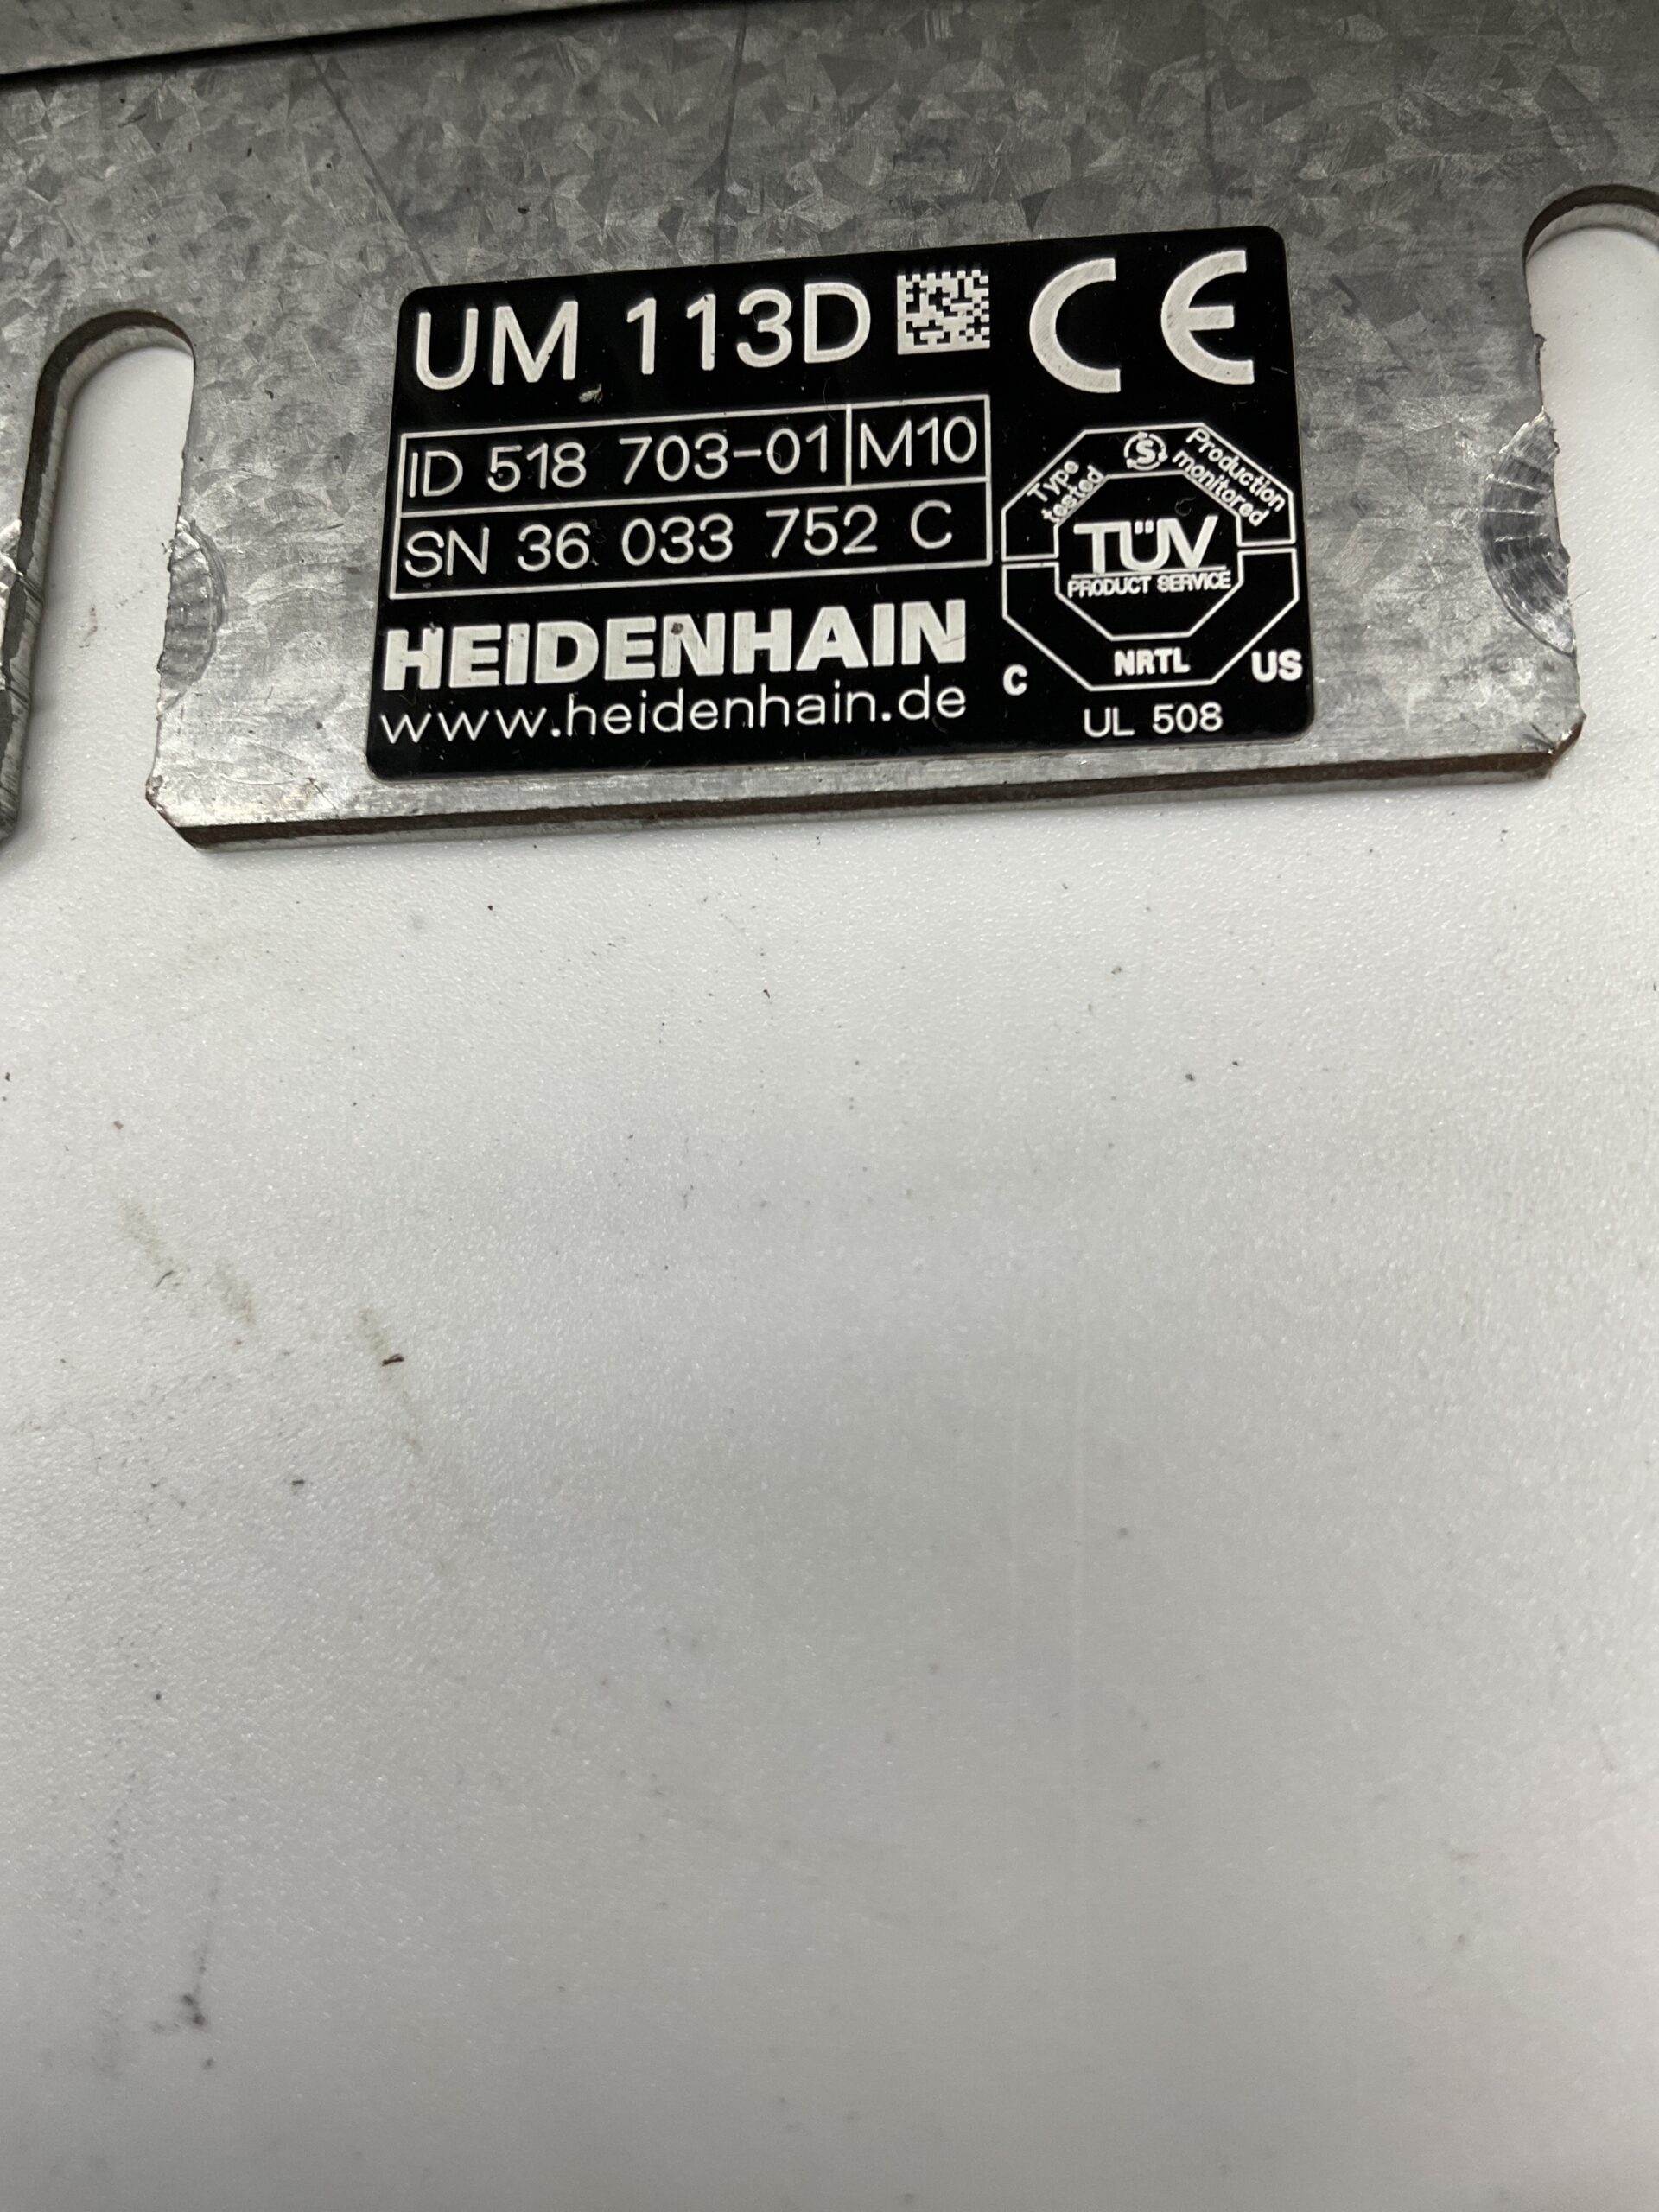 UM 113D CE
ID 518 703-01 M10
SN 36 033 752 C
HEIDENHAIN
www.heidenhain.de
Type tested
S
Production monitored
TÜV
PRODUCT SERVICE
C NRTL US
UL 508